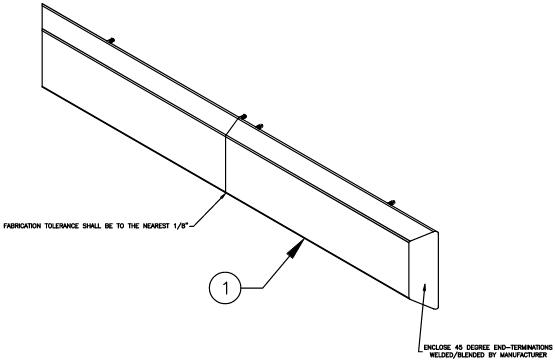 FABRICATION TOLERANCE SHALL BE TO THE NEAREST 1/8"
1
ENCLOSE 45 DEGREE END-TERMINATIONS
WELDED/BLENDED BY MANUFACTURER